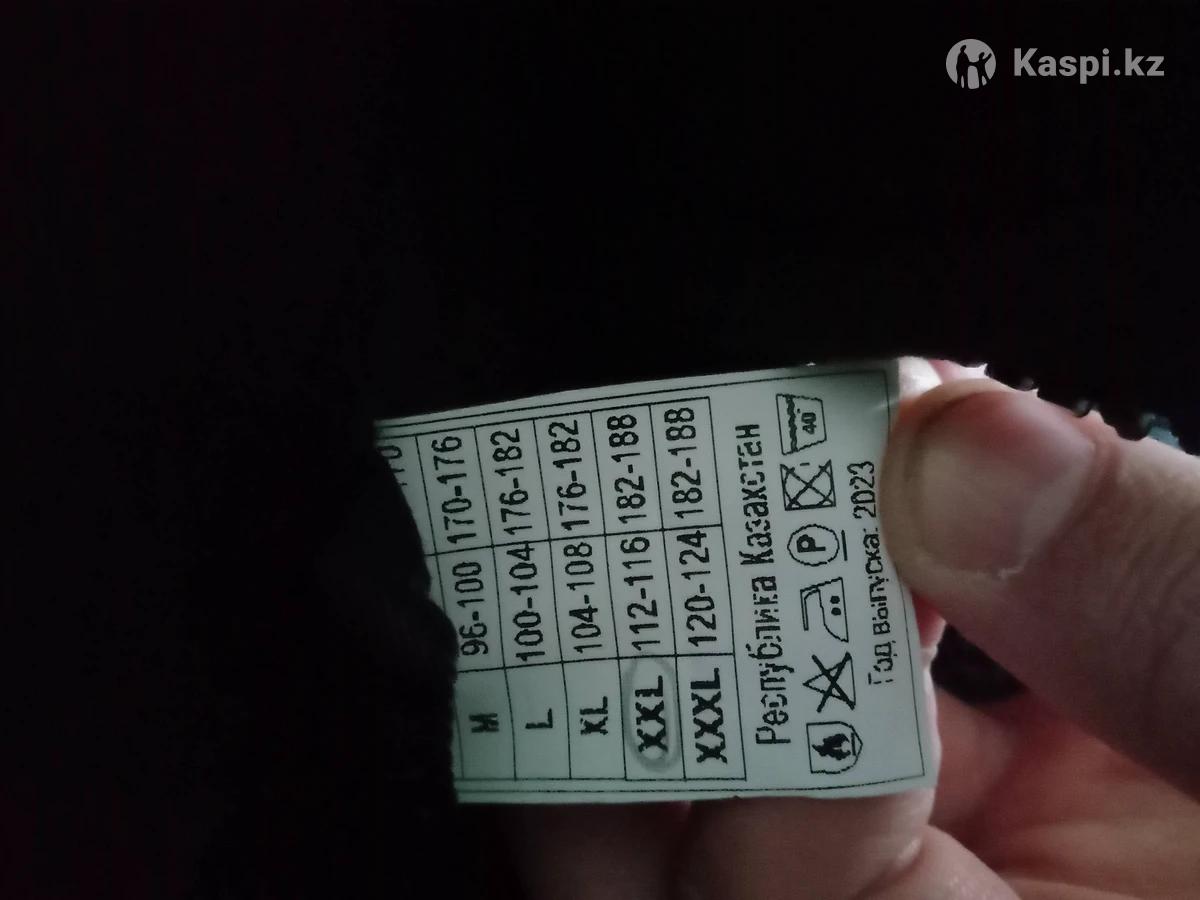 Kaspi.kz
M 96-100 170-176
L 100-104 176-182
XL 104-108 176-182
XXL 112-116 182-188
XXXL 120-124 182-188
Республика Казахстан
P 40
Год выпуска: 2023